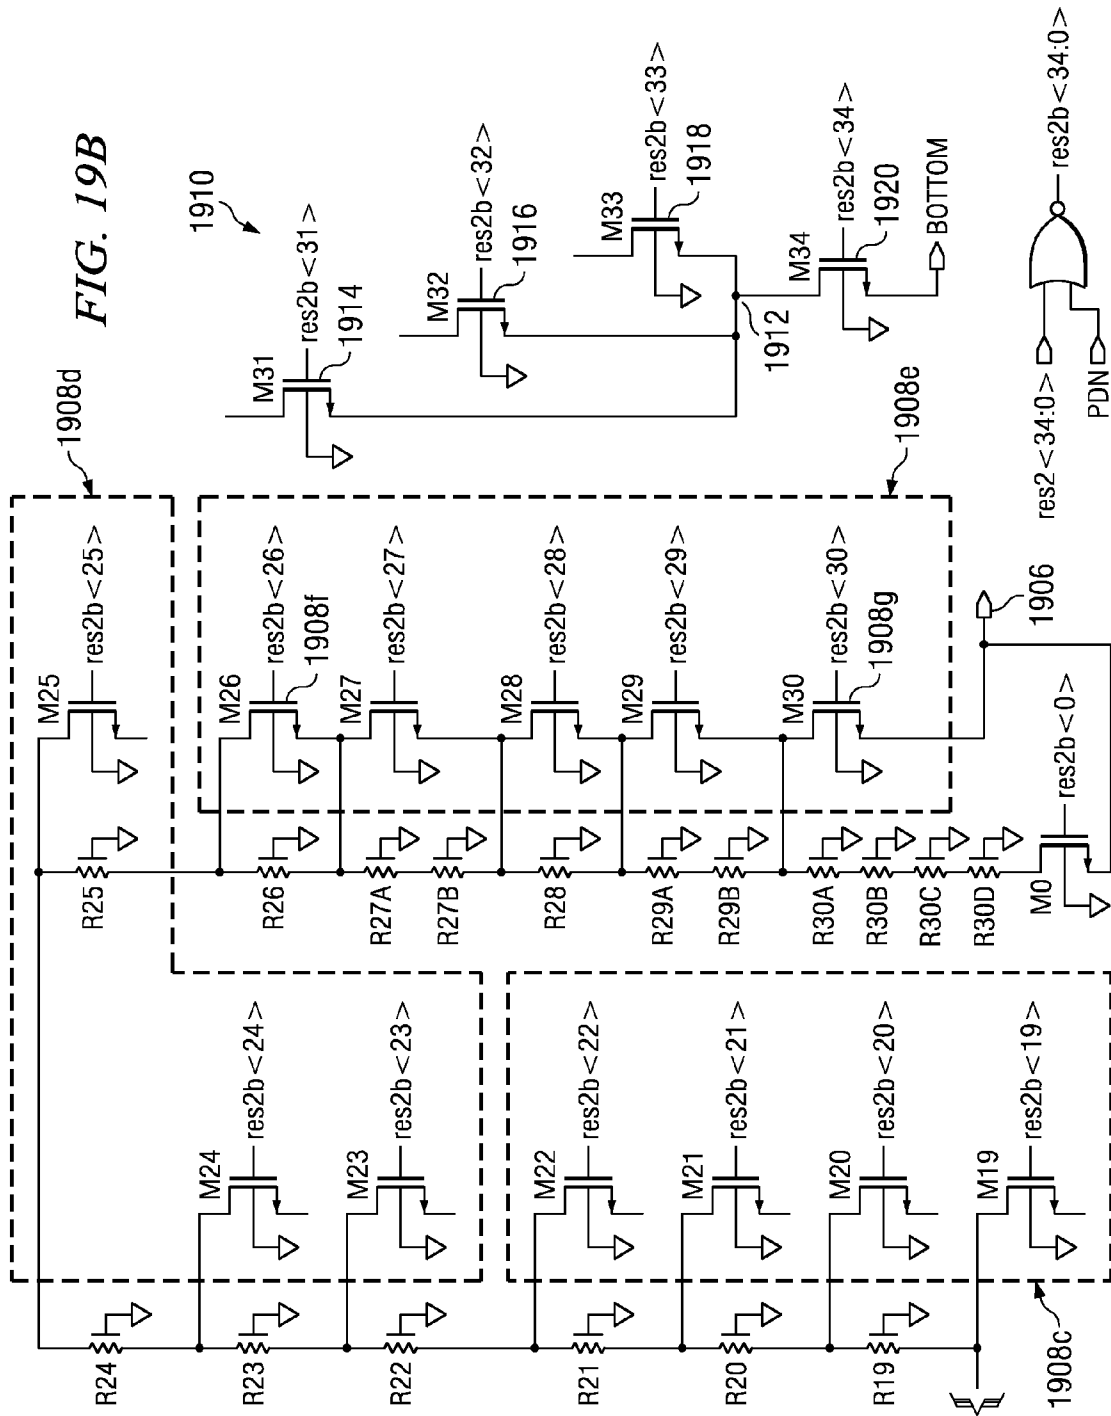 FIG. 19B
1908d
1910
M25
res2b<25>
R25
M31
res2b<31>
1914
M32
res2b<32>
1916
M33
res2b<33>
1918
1912
M34
res2b<34>
1920
BOTTOM
R24
M24
res2b<24>
R23
M23
res2b<23>
R22
M26
res2b<26>
1908f
R26
M27
res2b<27>
R27A
R27B
M28
res2b<28>
R28
M29
res2b<29>
R29A
R29B
M30
res2b<30>
1908g
R30A
R30B
R30C
R30D
1908e
M22
res2b<22>
R21
M21
res2b<21>
R20
M20
res2b<20>
R19
M19
res2b<19>
1908c
M0
res2b<0>
1906
res2<34:0>
PDN
res2b<34:0>